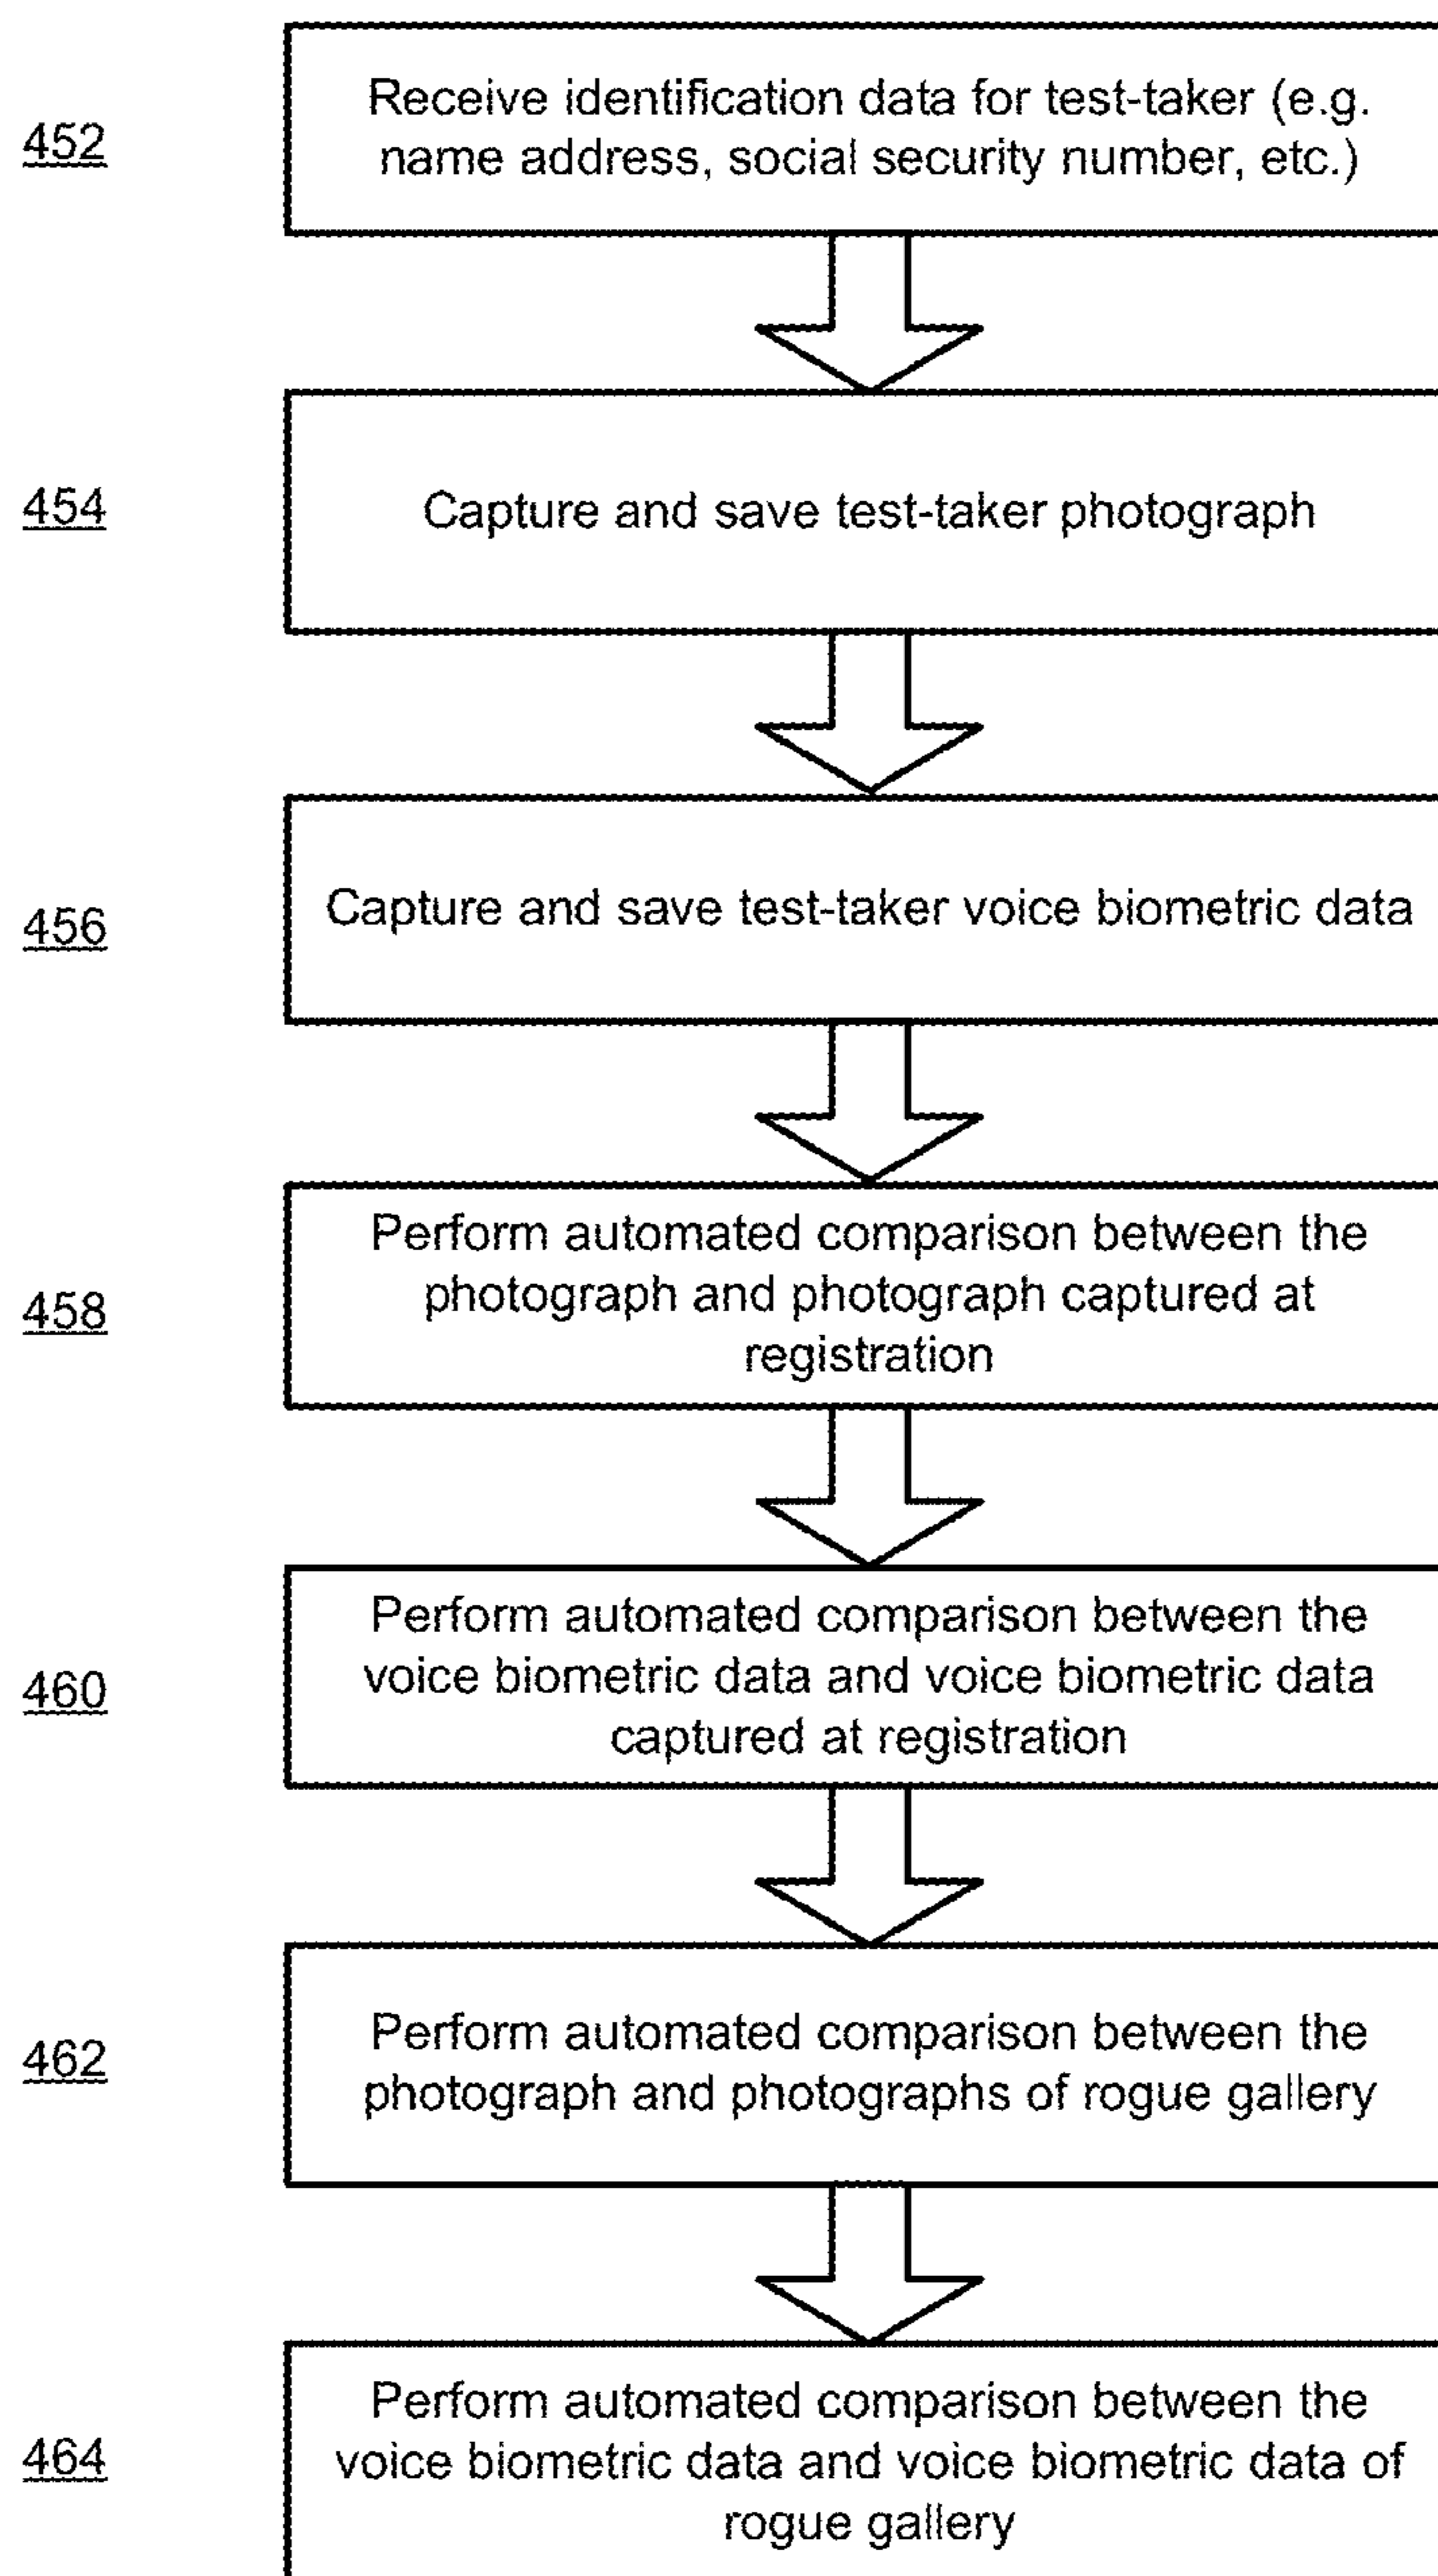 Receive identification data for test-taker (e.g.
452
name address, social security number, etc.)
454
Capture and save test-taker photograph
456
Capture and save test-taker voice biometric data
Perform automated comparison between the
458
photograph and photograph captured at
registration
Perform automated comparison between the
460
voice biometric data and voice biometric data
captured at registration
462
Perform automated comparison between the
photograph and photographs of rogue gallery
Perform automated comparison between the
464
voice biometric data and voice biometric data of
rogue gallery